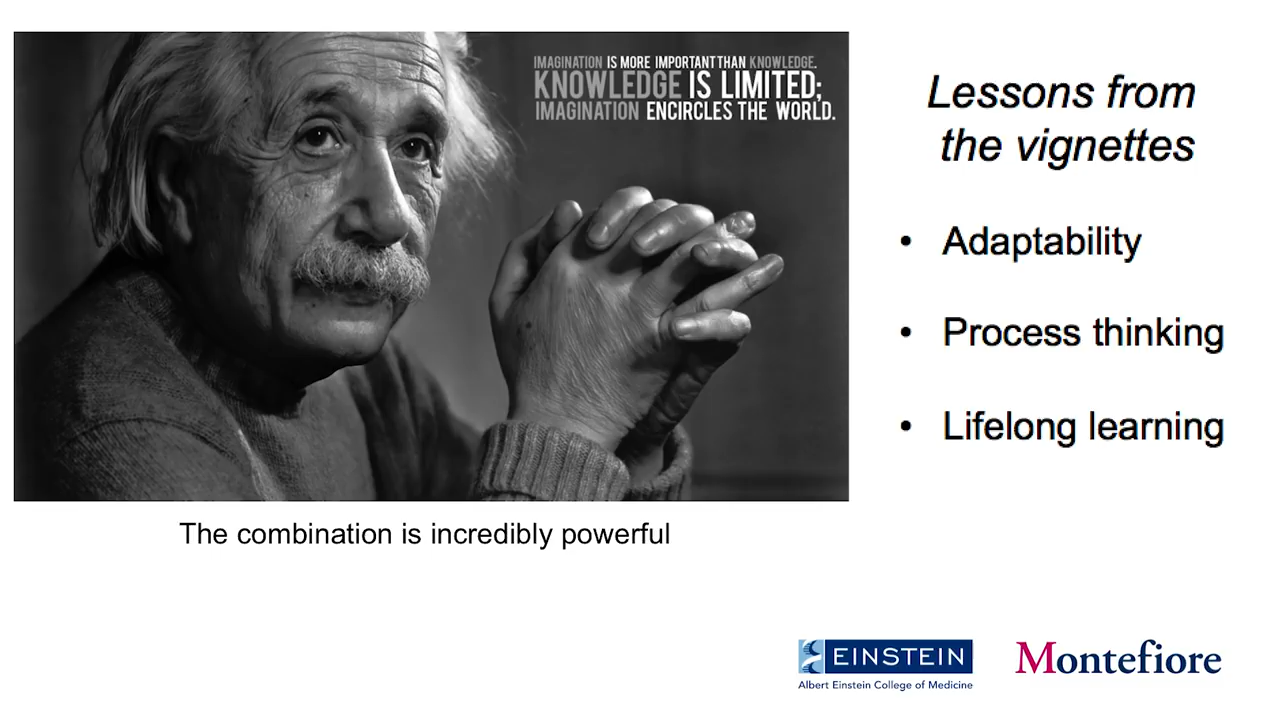 IMAGINATION IS MORE IMPORTANT THAN KNOWLEDGE.
KNOWLEDGE IS LIMITED;
IMAGINATION ENCIRCLES THE WORLD.
Lessons from
the vignettes
• Adaptability
• Process thinking
• Lifelong learning
The combination is incredibly powerful
EINSTEIN
Albert Einstein College of Medicine
Montefiore